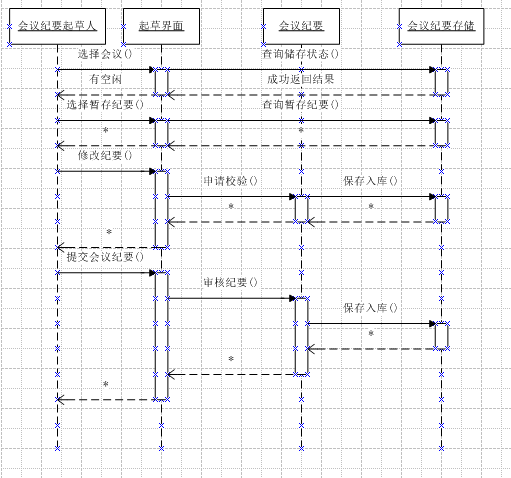 会议纪要起草人 起草界面 会议纪要 会议纪要存储
选择会议() 查询储存状态()
有空闲 成功返回结果
选择暂存纪要() 查询暂存纪要()
* *
修改纪要()
申请校验() 保存入库()
* *
*
提交会议纪要()
审核纪要()
保存入库()
*
*
*